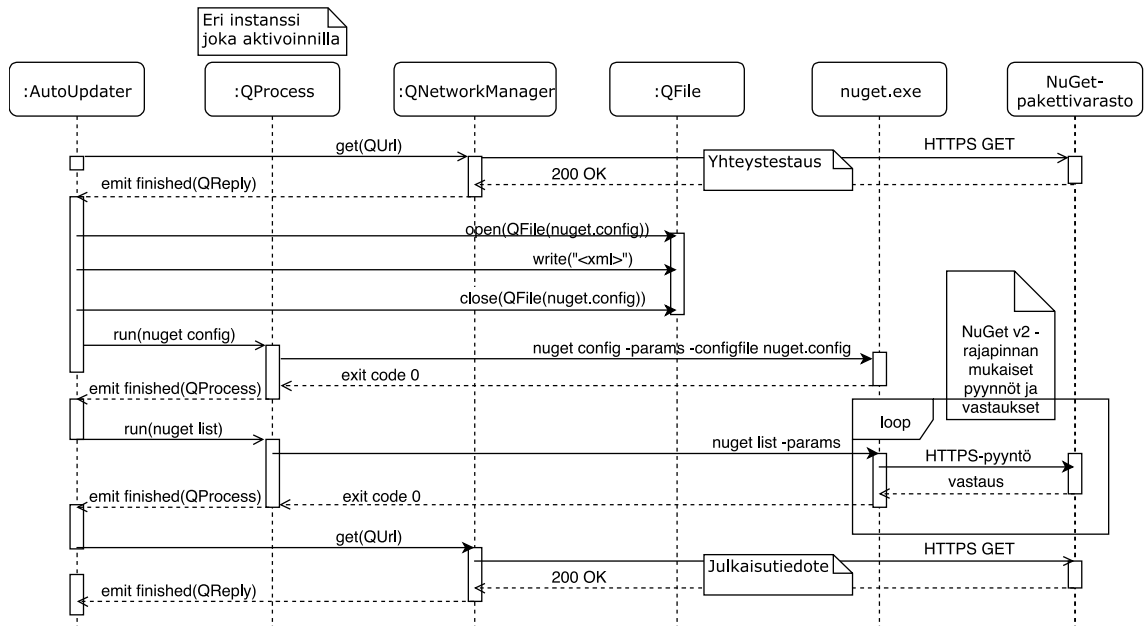 Eri instanssi
joka aktivoinnilla
:AutoUpdater
:QProcess
:QNetworkManager
:QFile
nuget.exe
NuGet-
pakettivarasto
get(QUrl)
HTTPS GET
Yhteystestaus
200 OK
emit finished(QReply)
open(QFile(nuget.config))
write("<xml>")
close(QFile(nuget.config))
NuGet v2 -
rajapinnan
mukaiset
pyynnöt ja
vastaukset
run(nuget config)
nuget config -params -configfile nuget.config
exit code 0
emit finished(QProcess)
loop
run(nuget list)
nuget list -params
HTTPS-pyyntö
vastaus
emit finished(QProcess)
exit code 0
get(QUrl)
HTTPS GET
Julkaisutiedote
200 OK
emit finished(QReply)